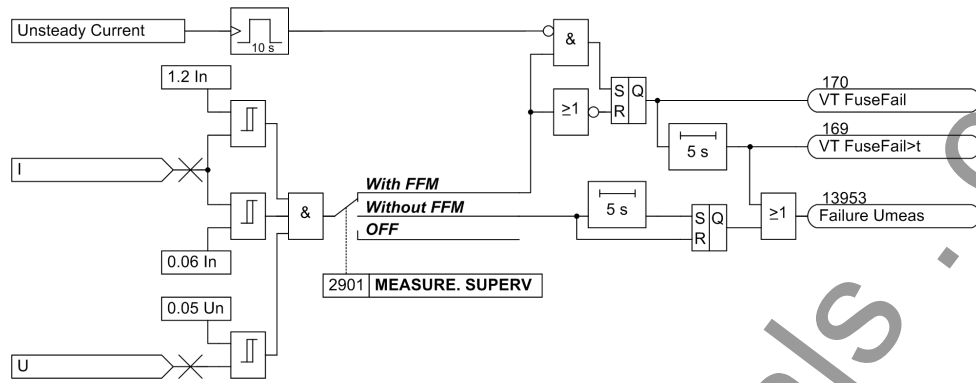 Unsteady Current
10 s
1.2 In
I
0.06 In
0.05 Un
U
&
With FFM
Without FFM
OFF
2901 MEASURE. SUPERV
&
≥1
S Q
R
5 s
5 s
S Q
R
≥1
170
VT FuseFail
169
VT FuseFail>t
13953
Failure Umeas